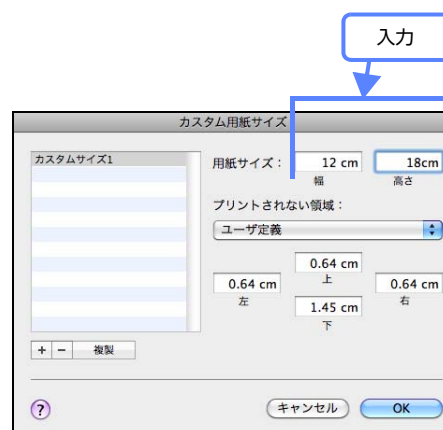 入力
カスタム用紙サイズ
カスタムサイズ1
用紙サイズ： 12 cm 18cm
幅 高さ
プリントされない領域：
ユーザ定義
0.64 cm
上
0.64 cm 0.64 cm
左 右
1.45 cm
下
+ - 複製
? キャンセル OK